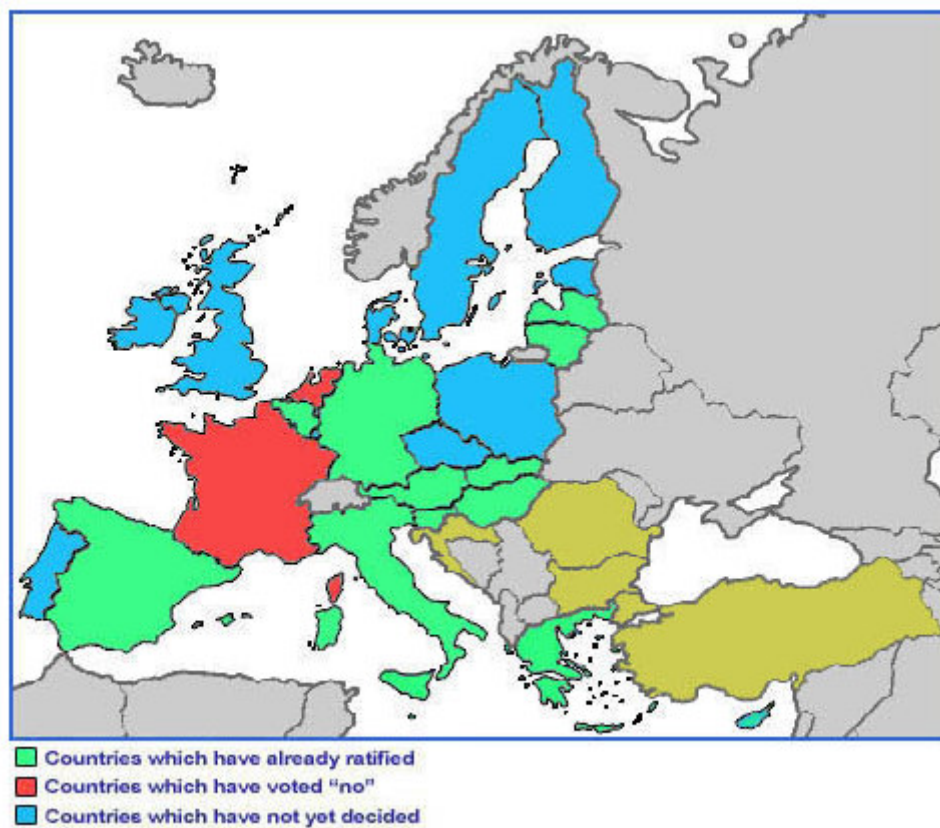 Countries which have already ratified
Countries which have voted “no”
Countries which have not yet decided